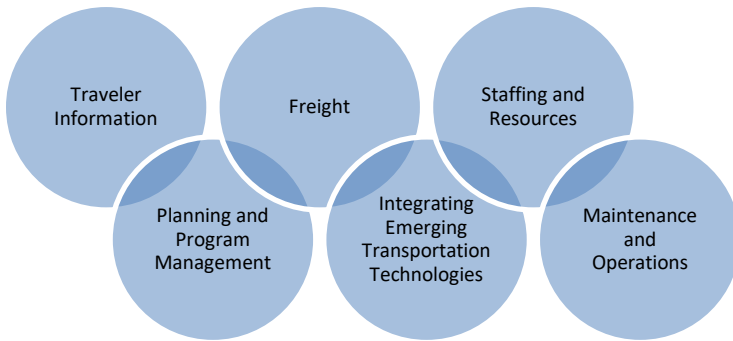 Traveler
Information
Freight
Staffing and
Resources
Planning and
Program
Management
Integrating
Emerging
Transportation
Technologies
Maintenance
and
Operations